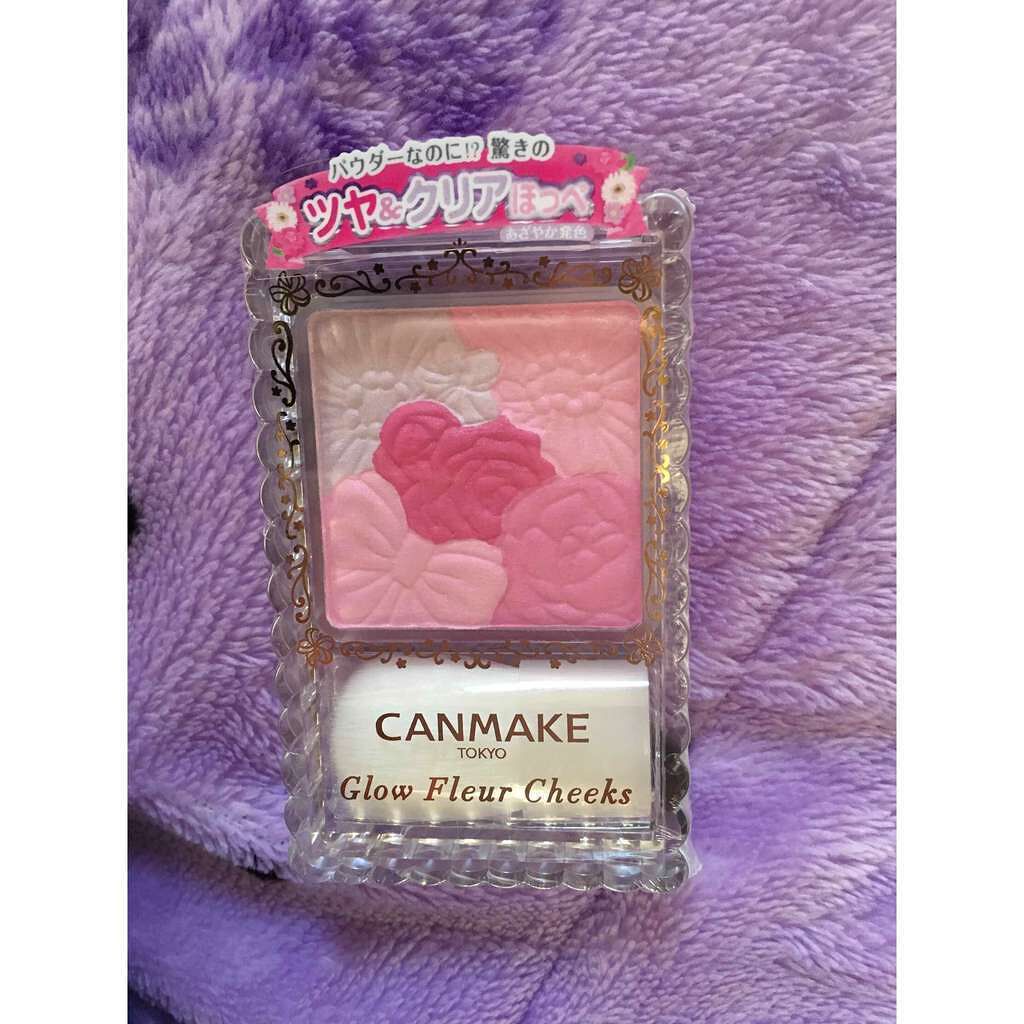 パウダーなのに!? 驚きの
ツヤ&クリアほっぺ
あざやか発色
CANMAKE
TOKYO
Glow Fleur Cheeks